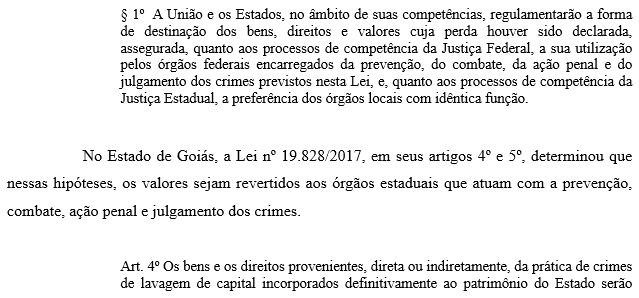 § 1º A União e os Estados, no âmbito de suas competências, regulamentarão a forma
de destinação dos bens, direitos e valores cuja perda houver sido declarada,
assegurada, quanto aos processos de competência da Justiça Federal, a sua utilização
pelos órgãos federais encarregados da prevenção, do combate, da ação penal e do
julgamento dos crimes previstos nesta Lei, e, quanto aos processos de competência da
Justiça Estadual, a preferência dos órgãos locais com idêntica função.
No Estado de Goiás, a Lei nº 19.828/2017, em seus artigos 4º e 5º, determinou que
nessas hipóteses, os valores sejam revertidos aos órgãos estaduais que atuam com a prevenção,
combate, ação penal e julgamento dos crimes.
Art. 4º Os bens e os direitos provenientes, direta ou indiretamente, da prática de crimes
de lavagem de capital incorporados definitivamente ao patrimônio do Estado serão